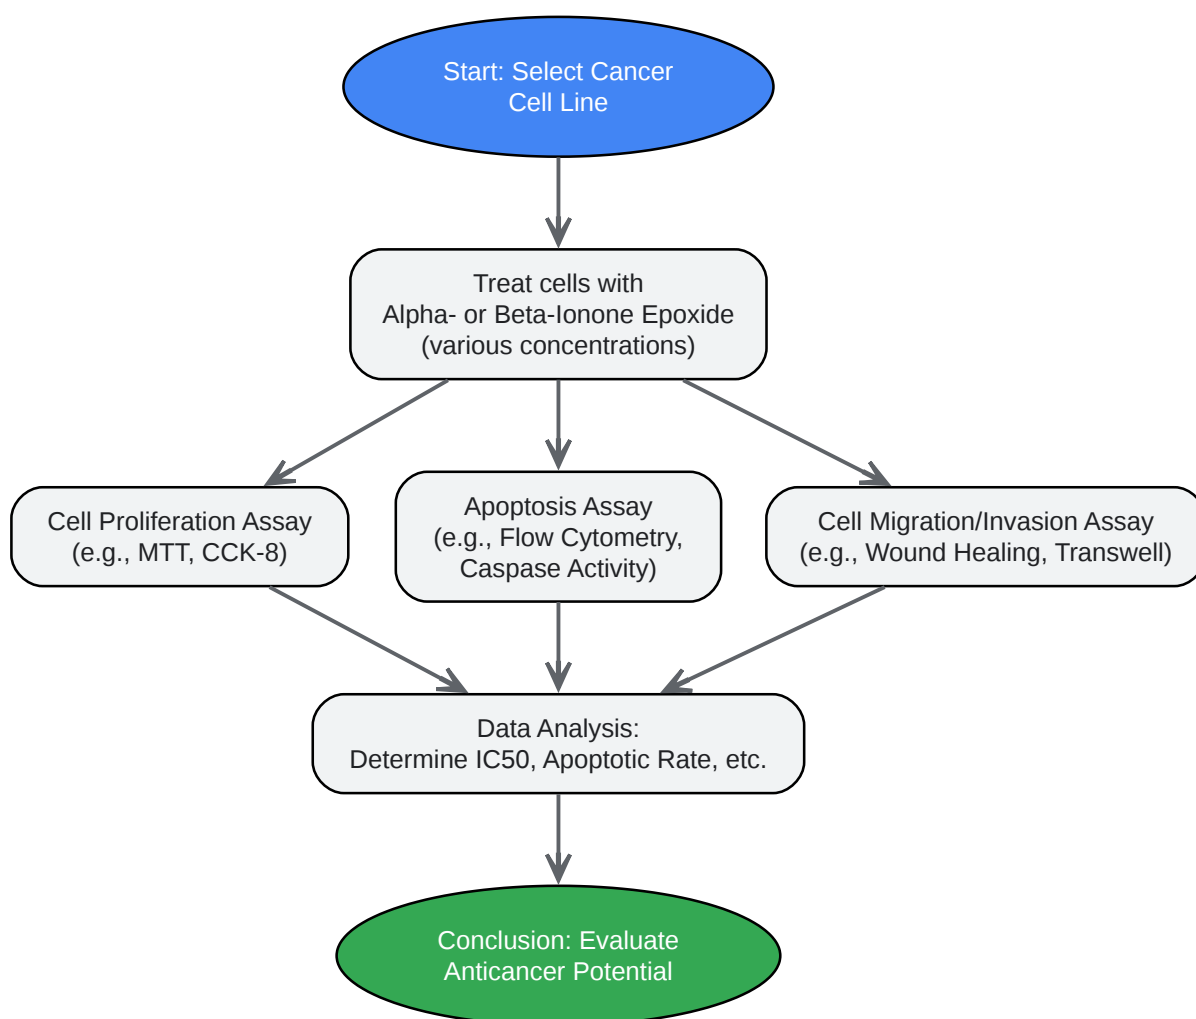 Start: Select Cancer
Cell Line
Treat cells with
Alpha- or Beta-Ionone Epoxide
(various concentrations)
Cell Proliferation Assay
(e.g., MTT, CCK-8)
Apoptosis Assay
(e.g., Flow Cytometry,
Caspase Activity)
Cell Migration/Invasion Assay
(e.g., Wound Healing, Transwell)
Data Analysis:
Determine IC50, Apoptotic Rate, etc.
Conclusion: Evaluate
Anticancer Potential